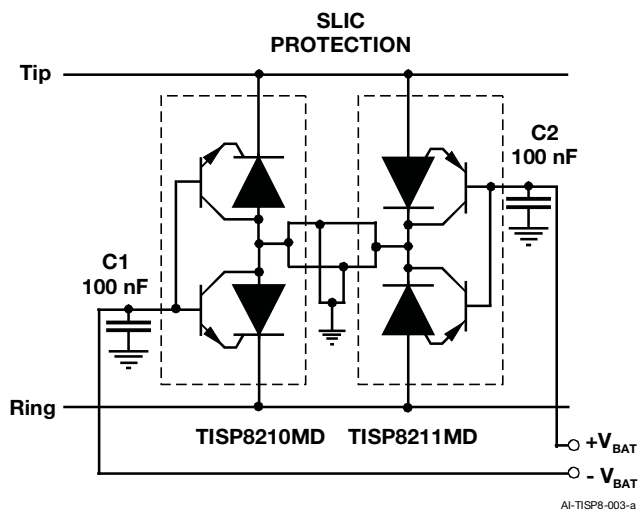 SLIC
PROTECTION
Tip
C2
100 nF
C1
100 nF
Ring
TISP8210MD
TISP8211MD
+VBAT
- VBAT
AI-TISP8-003-a